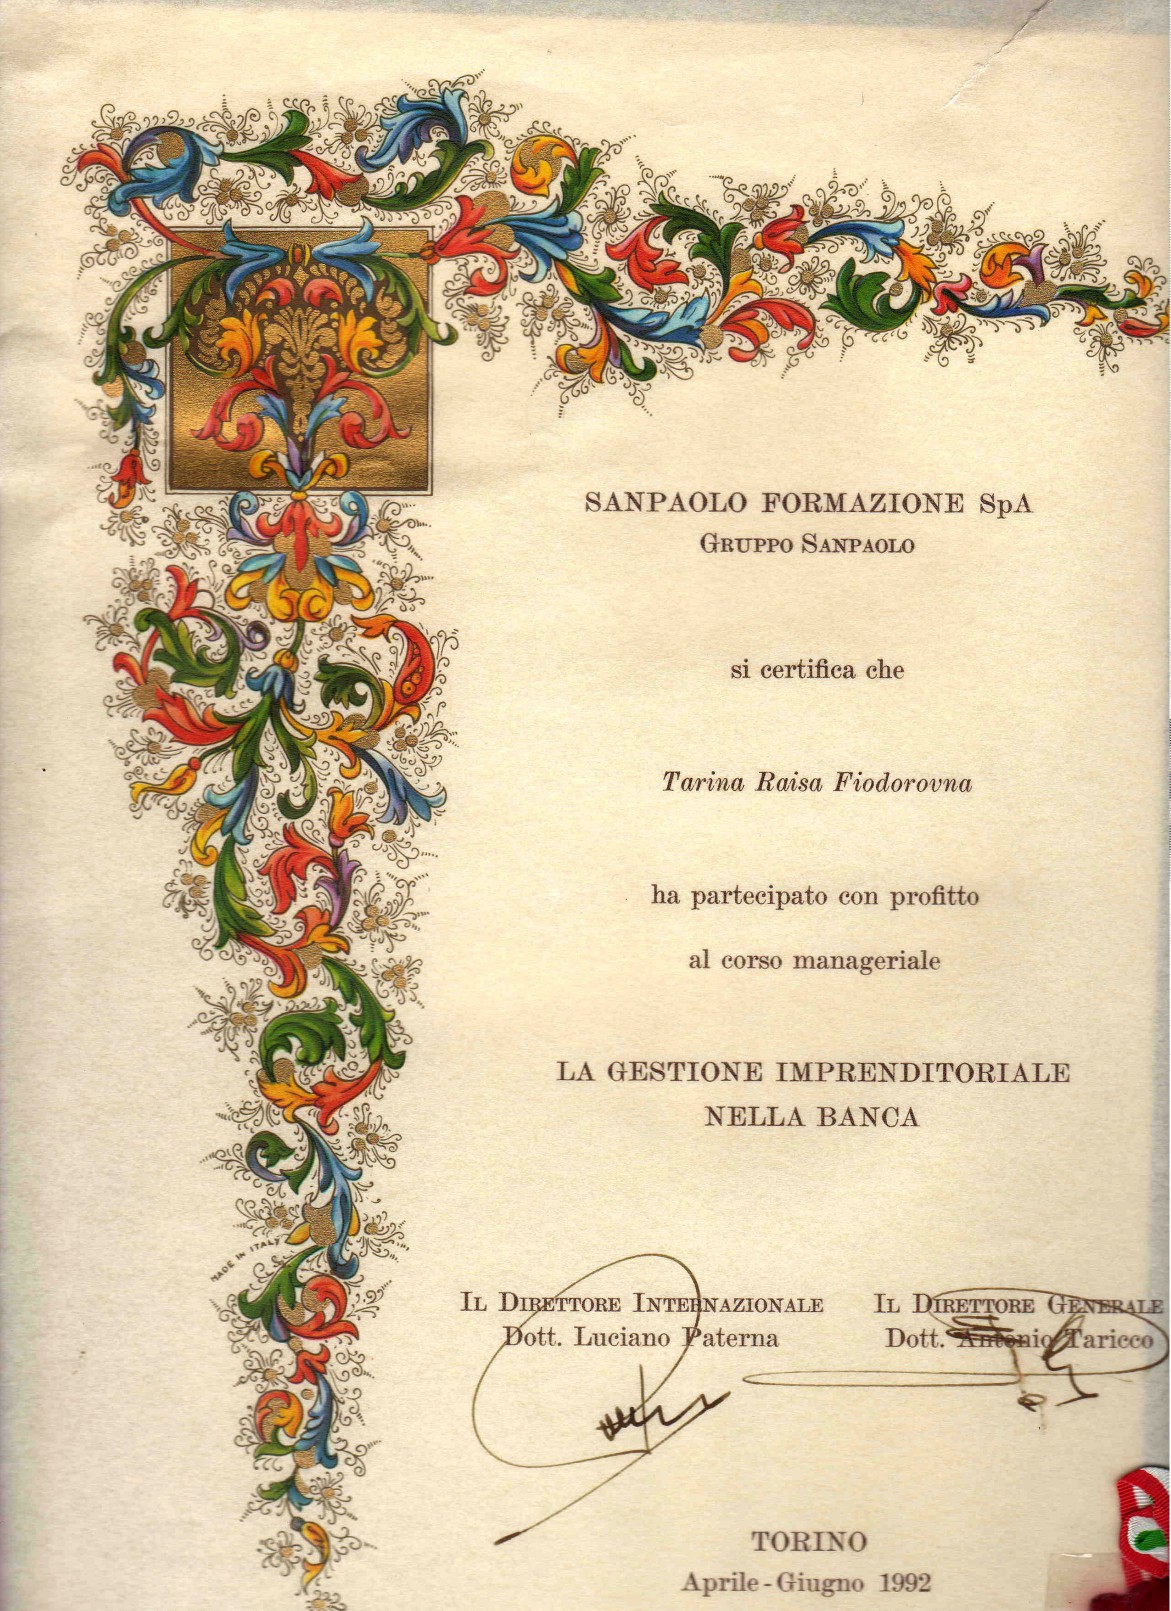 SANPAOLO FORMAZIONE SpA
GRUPPO SANPAOLO
si certifica che
Tarina Raisa Fiodorovna
ha partecipato con profitto
al corso manageriale
LA GESTIONE IMPRENDITORIALE
NELLA BANCA
MADE IN ITALY
IL DIRETTORE INTERNAZIONALE
Dott. Luciano Paterna
IL DIRETTORE GENERALE
Dott. Antonio Taricco
TORINO
Aprile - Giugno 1992